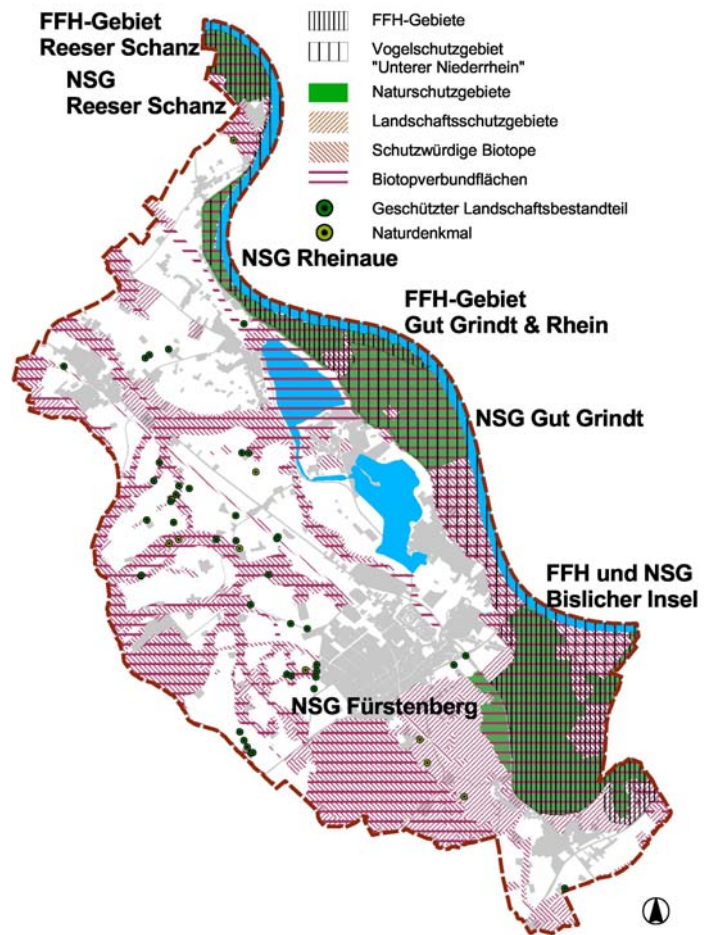 FFH-Gebiet
Reeser Schanz
NSG
Reeser Schanz
FFH-Gebiete
Vogelschutzgebiet
"Unterer Niederrhein"
Naturschutzgebiete
Landschaftsschutzgebiete
Schutzwürdige Biotope
Biotopverbundflächen
Geschützter Landschaftsbestandteil
Naturdenkmal
NSG Rheinaue
FFH-Gebiet
Gut Grindt & Rhein
NSG Gut Grindt
FFH und NSG
Bislicher Insel
NSG Fürstenberg